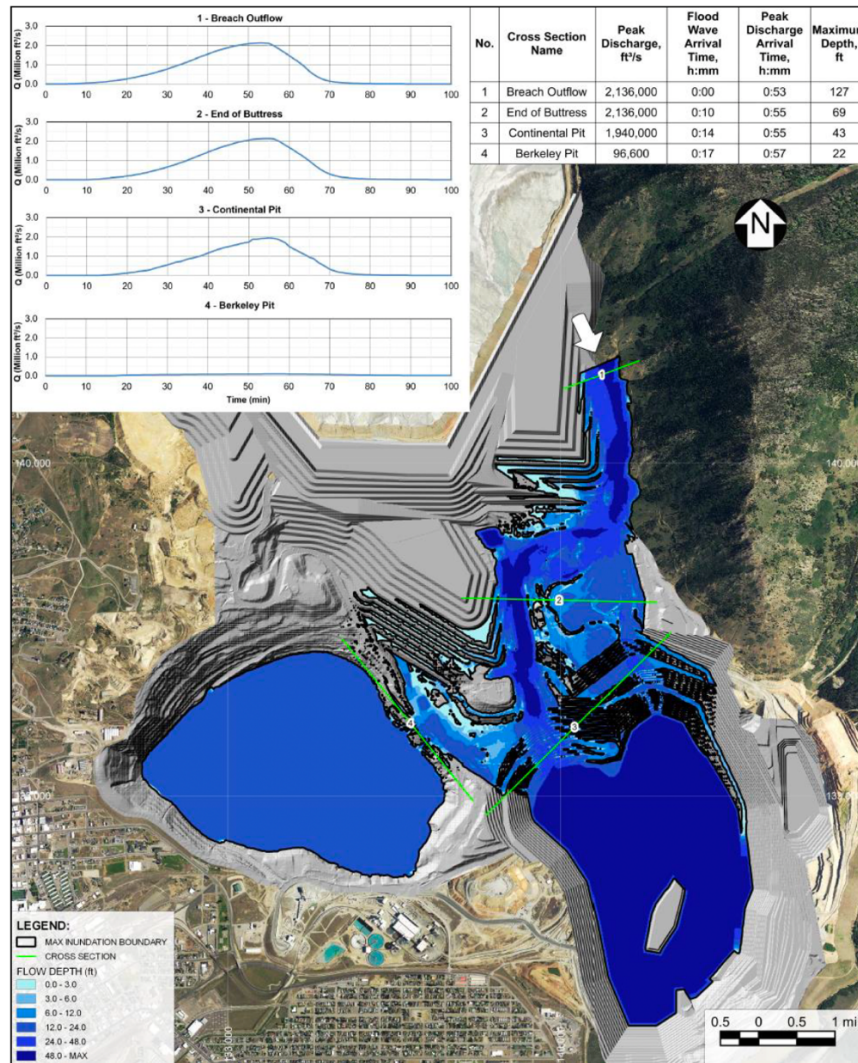 1 - Breach Outflow
Q (Million ft³/s)
3.0
2.0
1.0
0.0
0 10 20 30 40 50 60 70 80 90 100
2 - End of Buttress
Q (Million ft³/s)
3.0
2.0
1.0
0.0
0 10 20 30 40 50 60 70 80 90 100
3 - Continental Pit
Q (Million ft³/s)
3.0
2.0
1.0
0.0
0 10 20 30 40 50 60 70 80 90 100
4 - Berkeley Pit
Q (Million ft³/s)
3.0
2.0
1.0
0.0
0 10 20 30 40 50 60 70 80 90 100
Time (min)
No. Cross Section Name Peak Discharge, ft³/s Flood Wave Arrival Time, h:mm Peak Discharge Arrival Time, h:mm Maximum Depth, ft
1 Breach Outflow 2,136,000 0:00 0:53 127
2 End of Buttress 2,136,000 0:10 0:55 69
3 Continental Pit 1,940,000 0:14 0:55 43
4 Berkeley Pit 96,600 0:17 0:57 22
N
1
140,000 140,000
2
4 3
LEGEND:
MAX INUNDATION BOUNDARY
CROSS SECTION
FLOW DEPTH (ft)
0.0 - 3.0
3.0 - 6.0
6.0 - 12.0
12.0 - 24.0
24.0 - 48.0
48.0 - MAX
0.5 0 0.5 1 mi